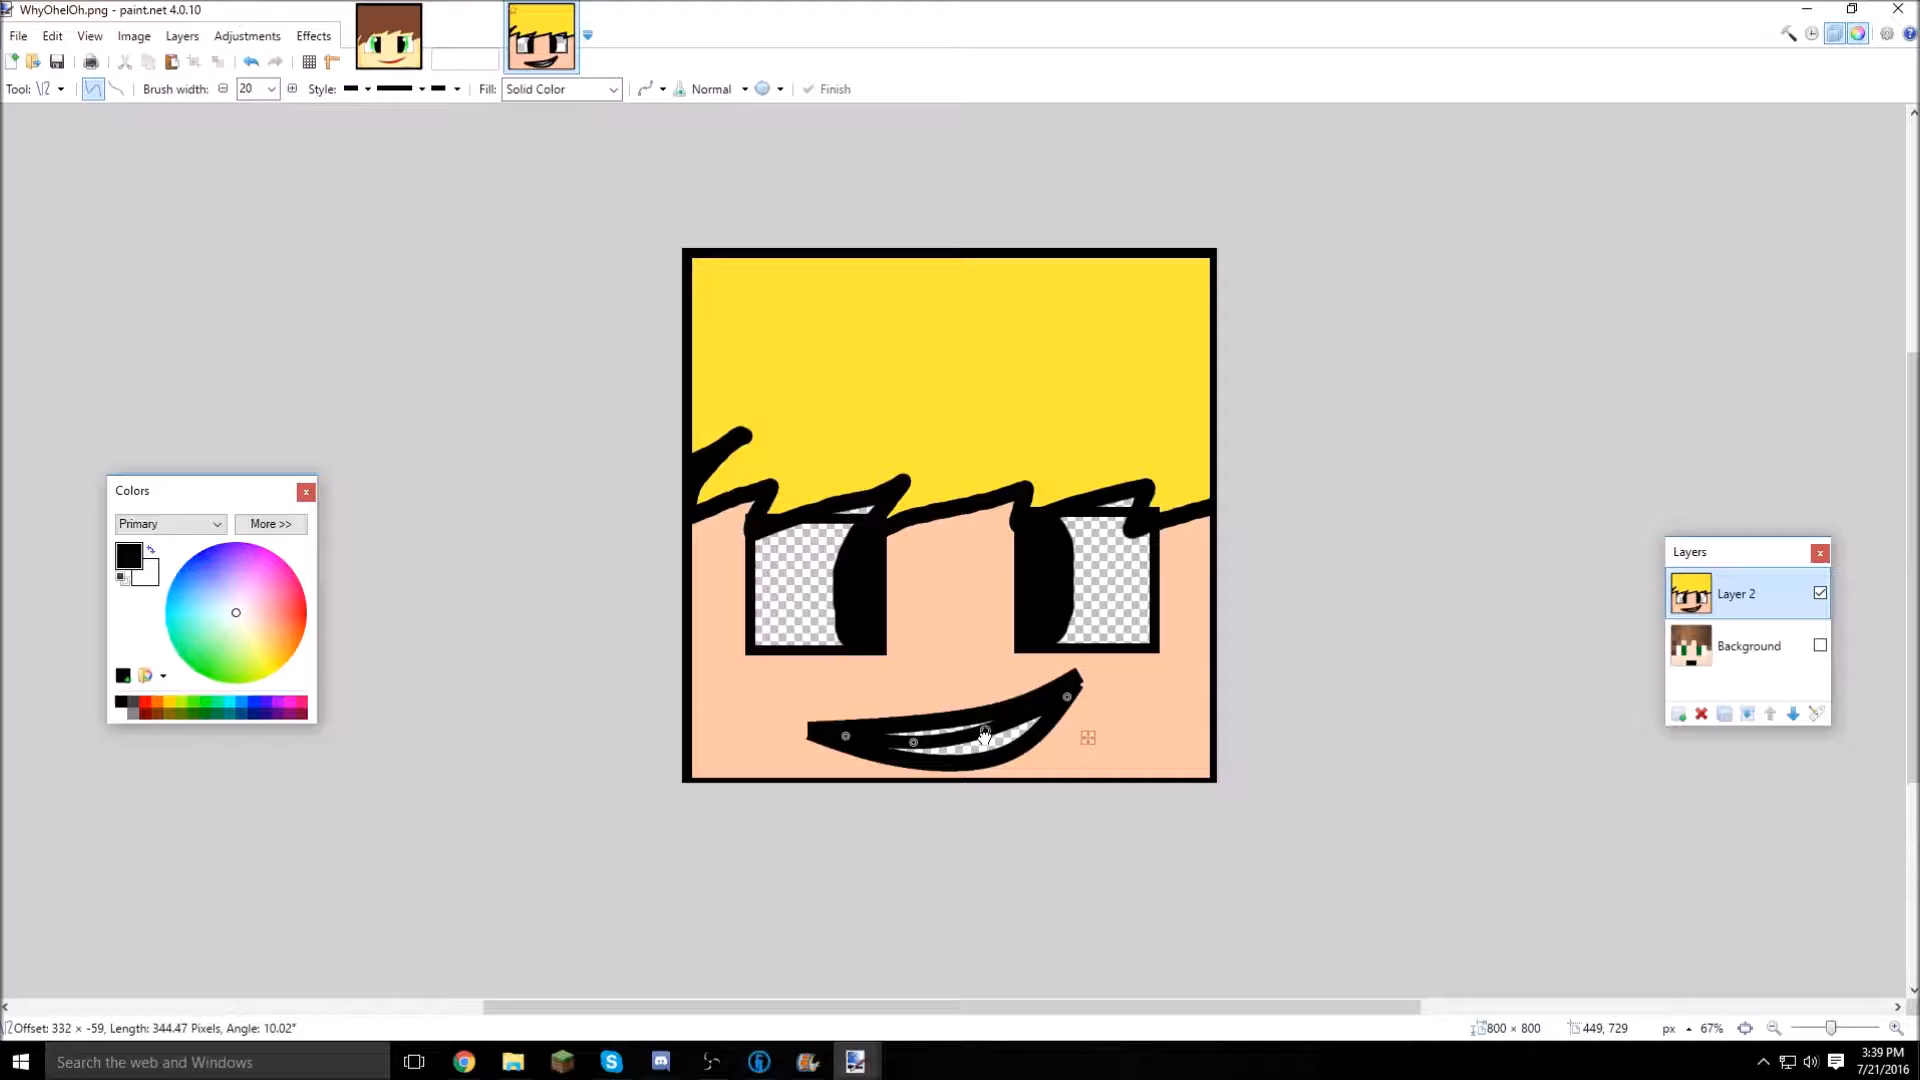 WhyOhelOh.png - paint.net 4.0.10
File Edit View Image Layers Adjustments Effects
Tool: Brush width: 20 Style: Fill: Solid Color Normal Finish
Colors
Primary More >>
Layers
Layer 2
Background
Offset: 332 × -59, Length: 344.47 Pixels, Angle: 10.02°
800 × 800 449, 729 px 67%
Search the web and Windows
3:39 PM
7/21/2016